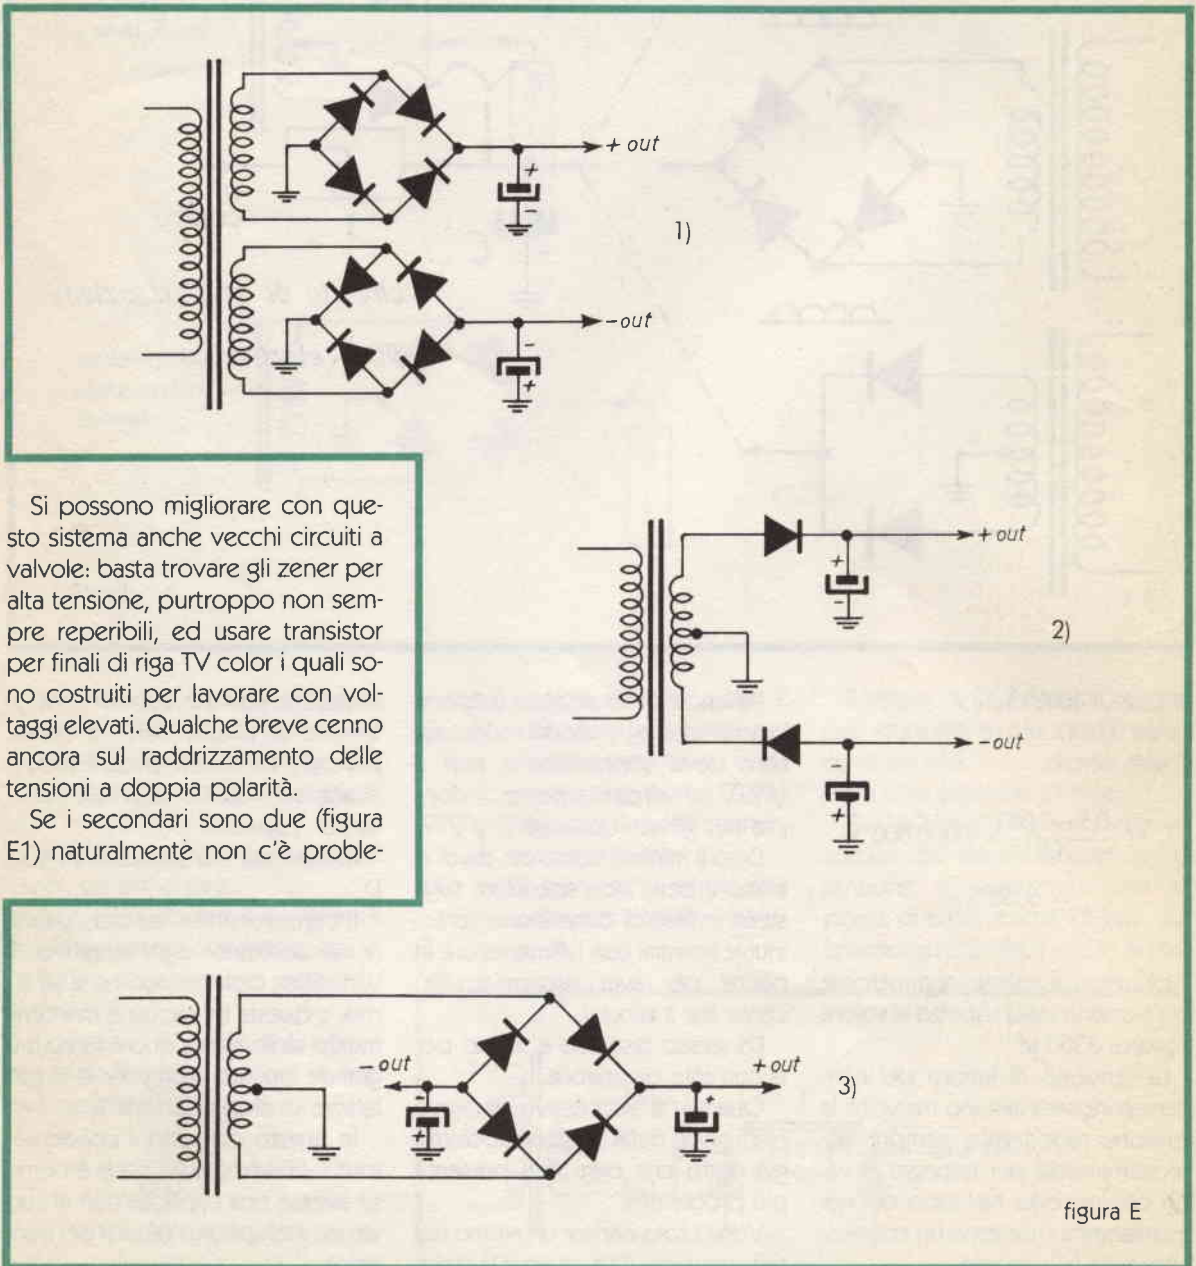 + out
+
-
1)
- out
-
+
Si possono migliorare con que-
sto sistema anche vecchi circuiti a
valvole: basta trovare gli zener per
alta tensione, purtroppo non sem-
pre reperibili, ed usare transistor
per finali di riga TV color i quali so-
no costruiti per lavorare con vol-
taggi elevati. Qualche breve cenno
ancora sul raddrizzamento delle
tensioni a doppia polarità.
Se i secondari sono due (figura
E1) naturalmente non c'è proble-
+ out
+
-
2)
- out
-
+
- out
+ out
3)
-
+
+
-
figura E